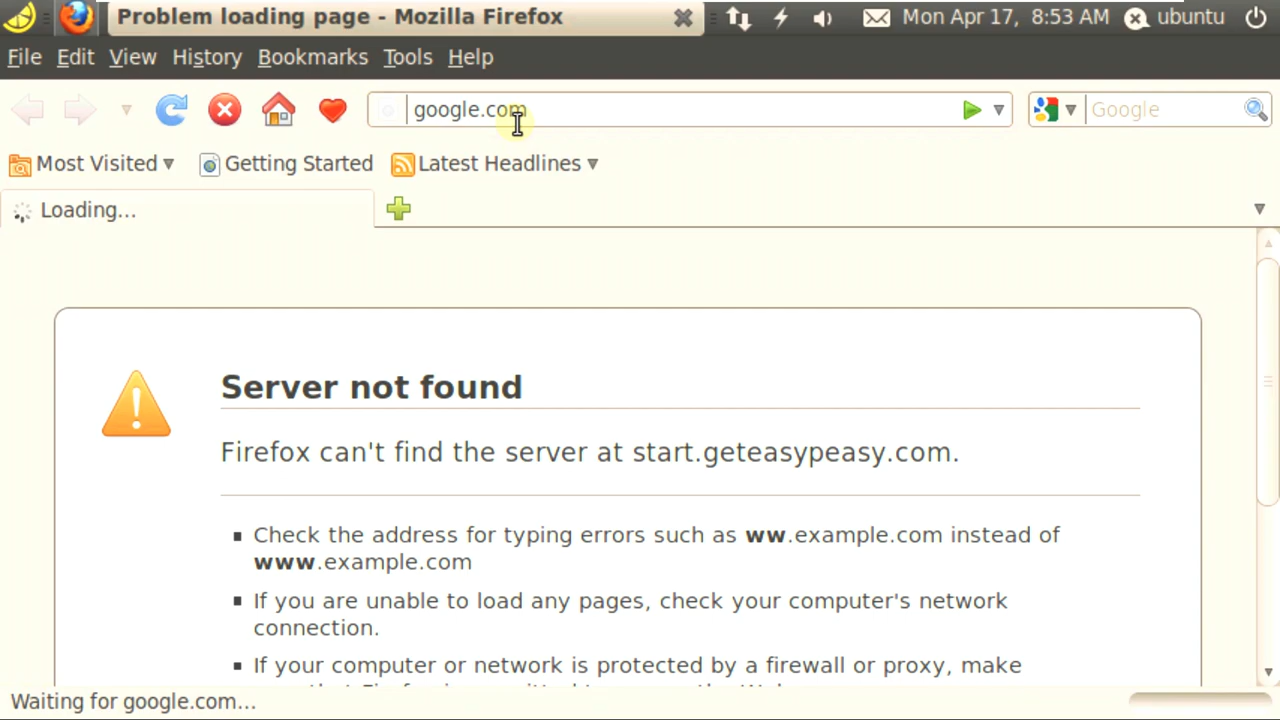 Problem loading page - Mozilla Firefox
Mon Apr 17, 8:53 AM ubuntu
File Edit View History Bookmarks Tools Help
google.com
Google
Most Visited Getting Started Latest Headlines
Loading...
Server not found
Firefox can't find the server at start.geteasypeasy.com.
Check the address for typing errors such as ww.example.com instead of
www.example.com
If you are unable to load any pages, check your computer's network
connection.
If your computer or network is protected by a firewall or proxy, make
Waiting for google.com...